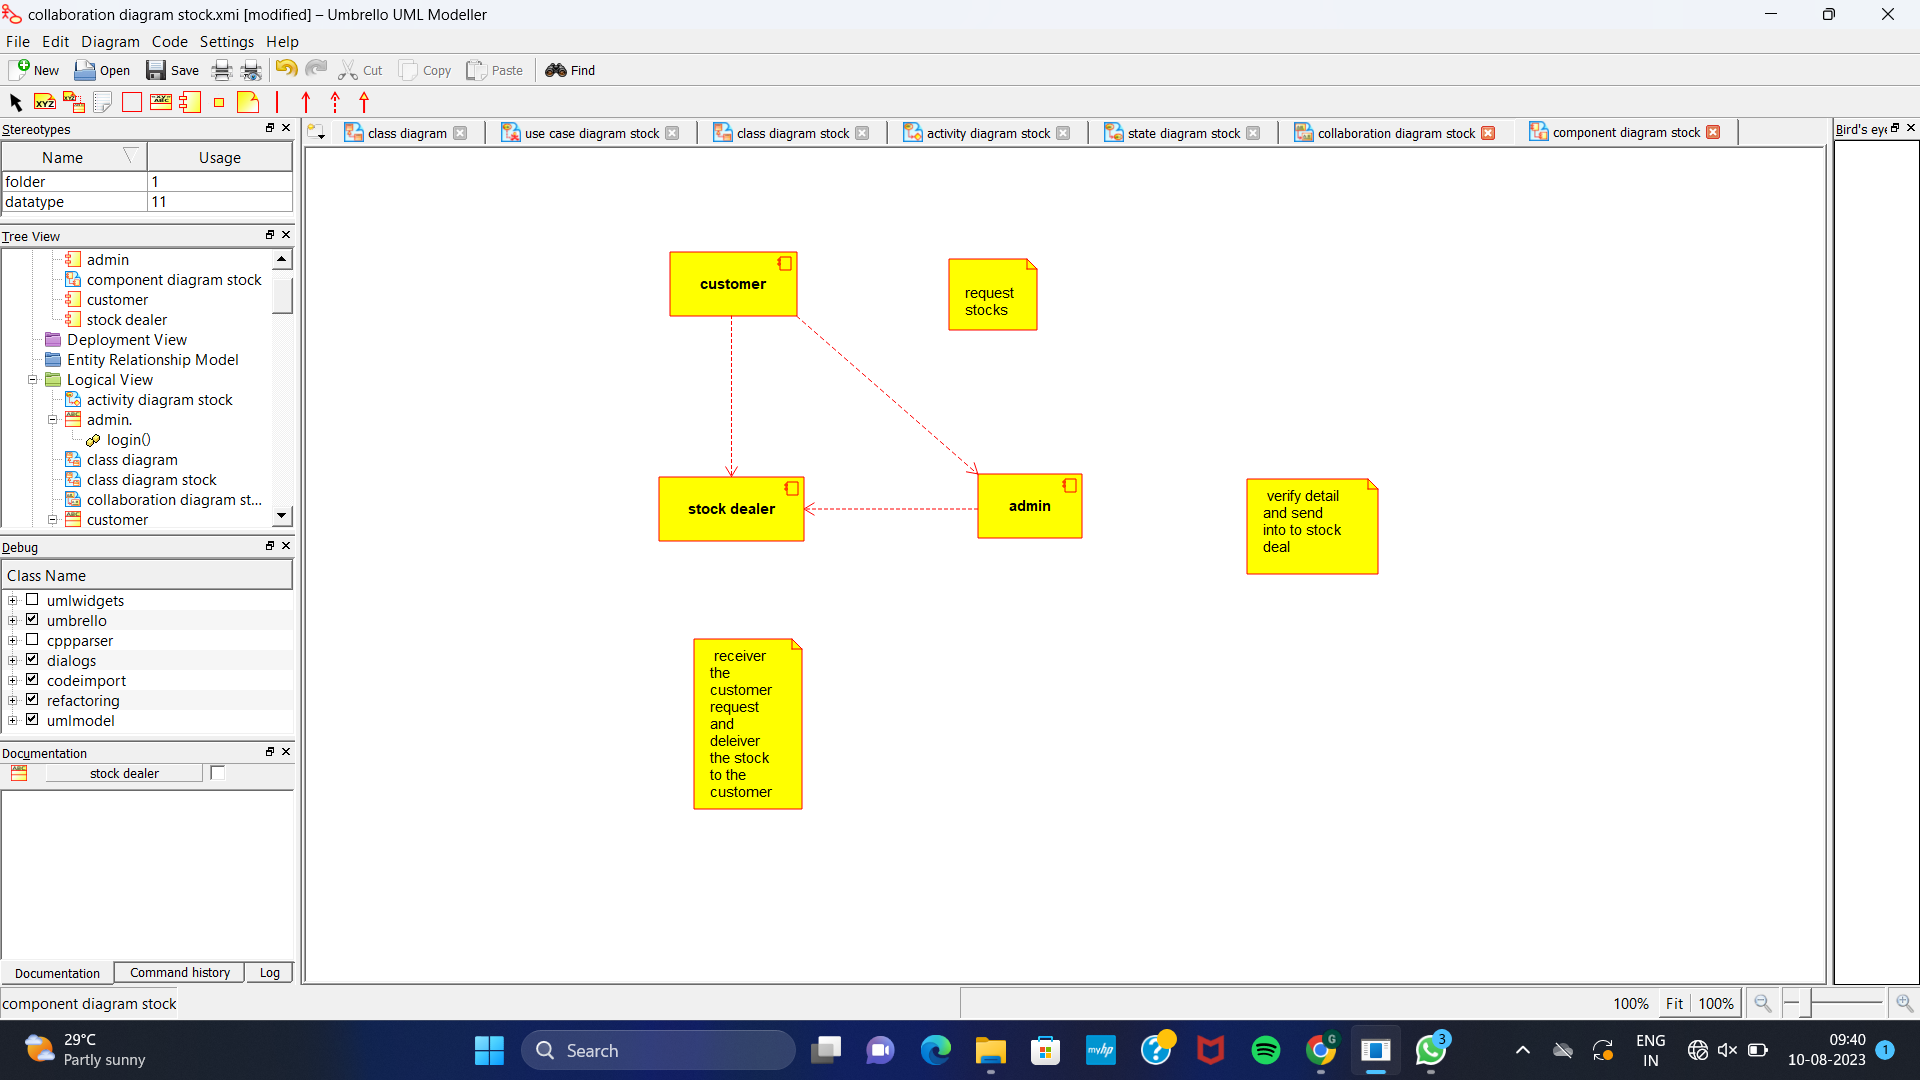 collaboration diagram stock.xmi [modified] – Umbrello UML Modeller
File Edit Diagram Code Settings Help
New Open Save Cut Copy Paste Find
XYZ
Stereotypes
Name Usage
folder 1
datatype 11
Tree View
admin
component diagram stock
customer
stock dealer
Deployment View
Entity Relationship Model
Logical View
activity diagram stock
admin.
login()
class diagram
class diagram stock
collaboration diagram st...
customer
Debug
Class Name
umlwidgets
umbrello
cppparser
dialogs
codeimport
refactoring
umlmodel
Documentation
stock dealer
Documentation Command history Log
component diagram stock
class diagram use case diagram stock class diagram stock activity diagram stock state diagram stock collaboration diagram stock component diagram stock
Bird's eye
customer
request
stocks
stock dealer
admin
verify detail
and send
into to stock
deal
receiver
the
customer
request
and
deleiver
the stock
to the
customer
100% Fit 100%
29°C
Partly sunny
Search
myhp
G
3
ENG
IN
09:40
10-08-2023
1